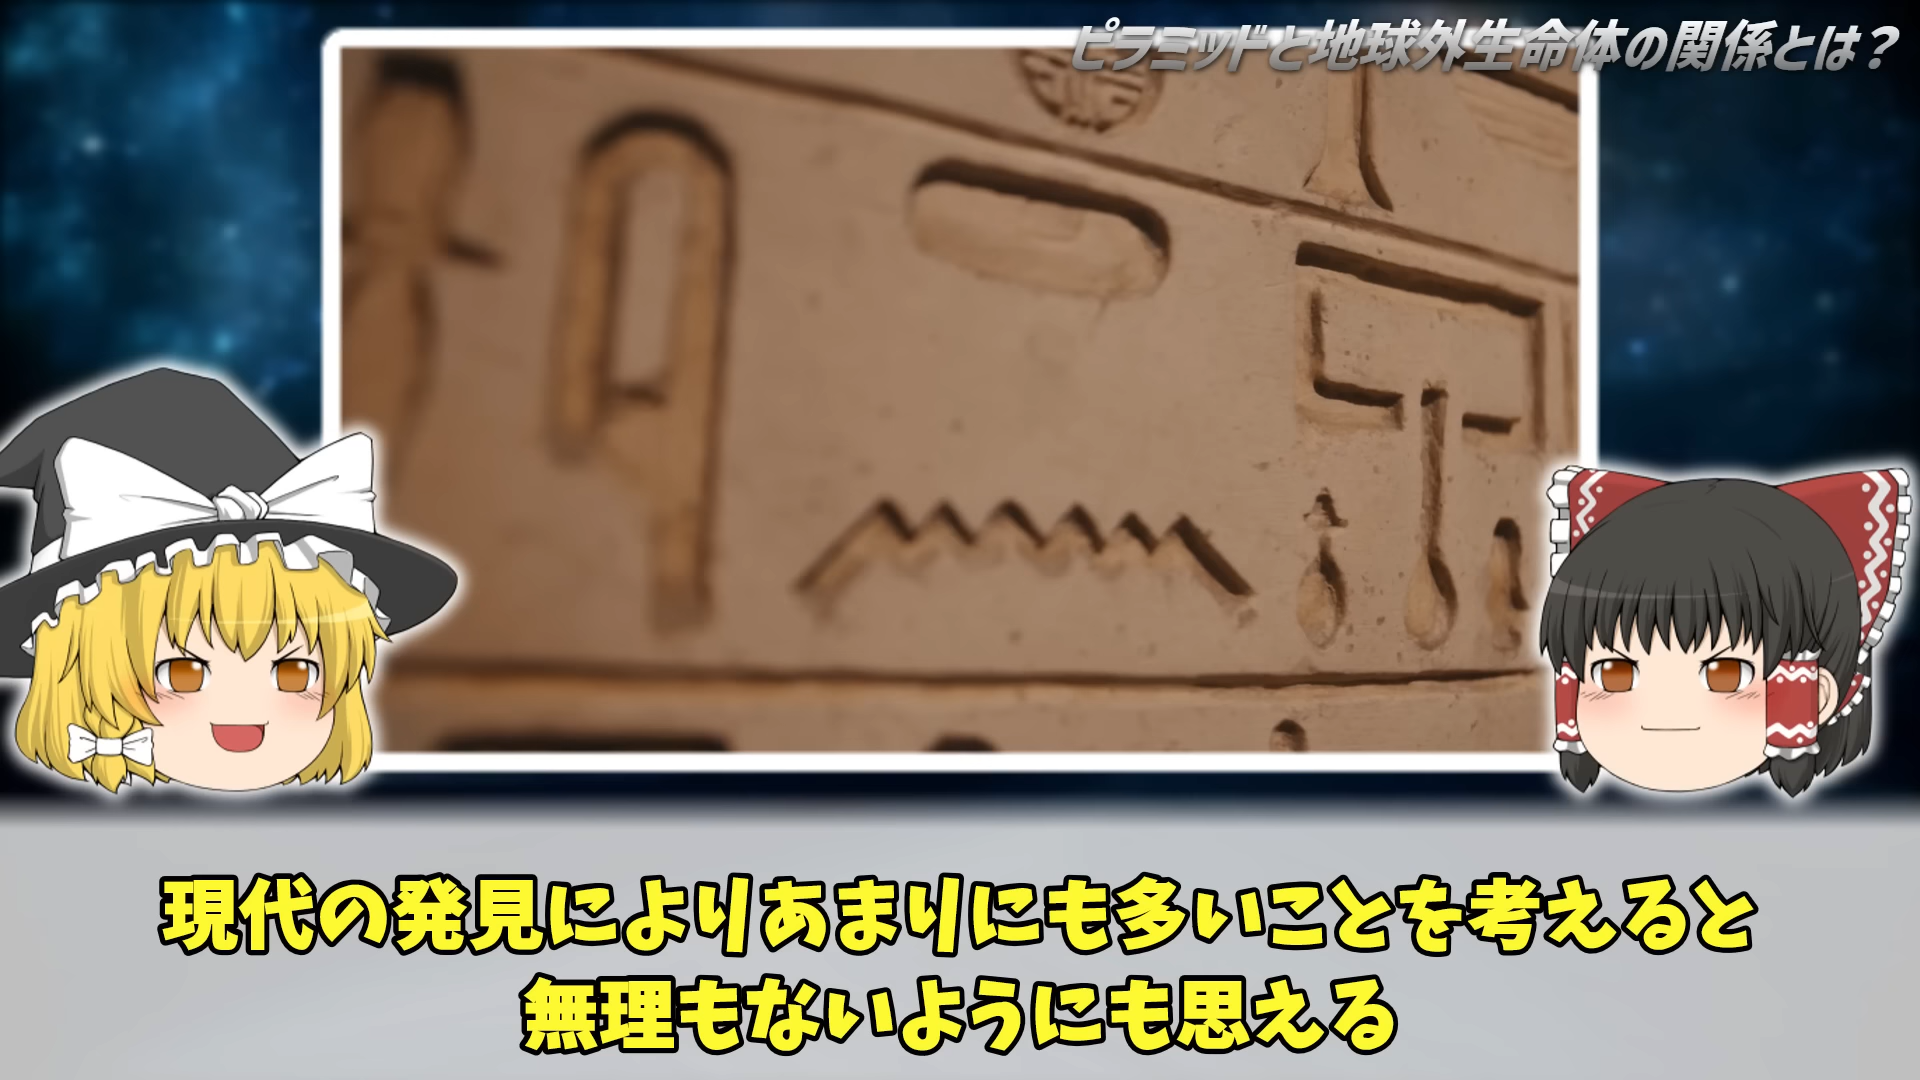 ピラミッドと地球外生命体の関係とは？
現代の発見によりあまりにも多いことを考えると
無理もないようにも思える